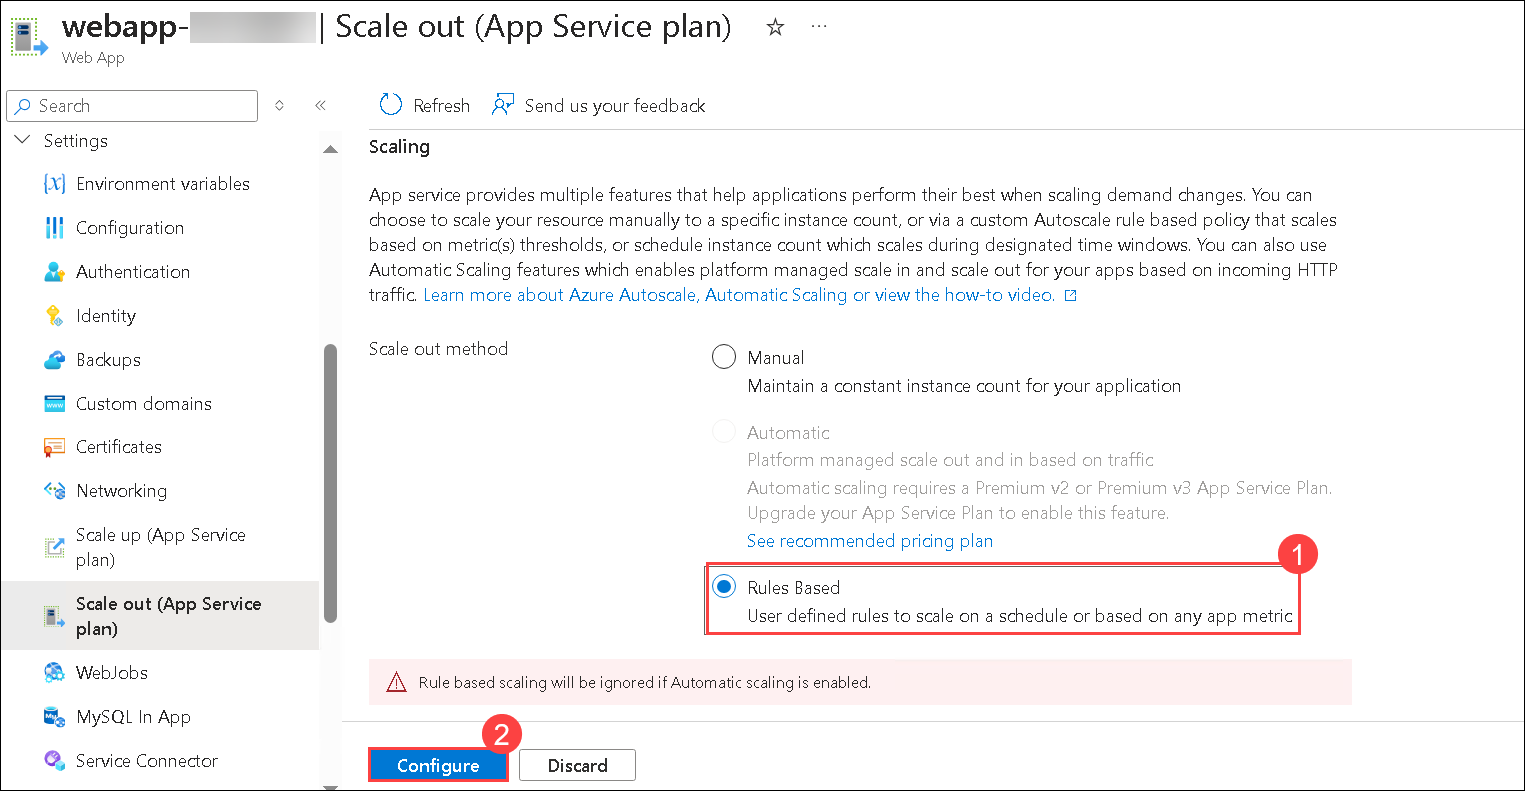 webapp- | Scale out (App Service plan)
Web App
Search
Refresh
Send us your feedback
Settings
Environment variables
Configuration
Authentication
Identity
Backups
Custom domains
Certificates
Networking
Scale up (App Service
plan)
Scale out (App Service
plan)
WebJobs
MySQL In App
Service Connector
Scaling
App service provides multiple features that help applications perform their best when scaling demand changes. You can
choose to scale your resource manually to a specific instance count, or via a custom Autoscale rule based policy that scales
based on metric(s) thresholds, or schedule instance count which scales during designated time windows. You can also use
Automatic Scaling features which enables platform managed scale in and scale out for your apps based on incoming HTTP
traffic. Learn more about Azure Autoscale, Automatic Scaling or view the how-to video.
Scale out method
Manual
Maintain a constant instance count for your application
Automatic
Platform managed scale out and in based on traffic
Automatic scaling requires a Premium v2 or Premium v3 App Service Plan.
Upgrade your App Service Plan to enable this feature.
See recommended pricing plan
1
Rules Based
User defined rules to scale on a schedule or based on any app metric
Rule based scaling will be ignored if Automatic scaling is enabled.
2
Configure
Discard